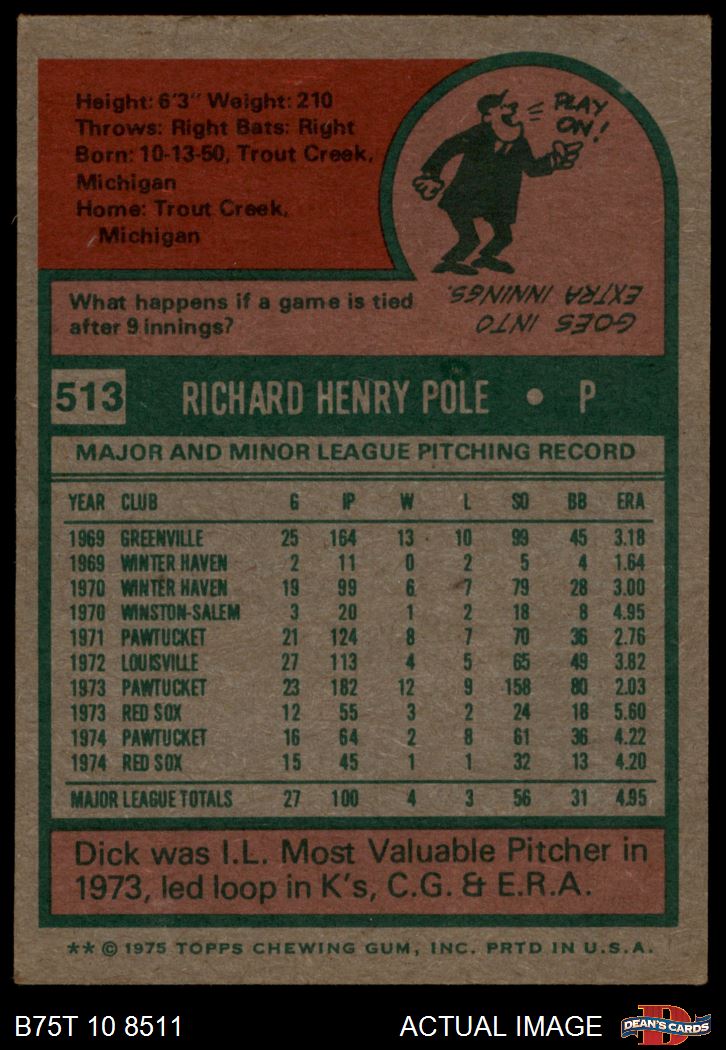 Height: 6'3" Weight: 210
Throws: Right Bats: Right
Born: 10-13-50, Trout Creek,
Michigan
Home: Trout Creek,
Michigan
PLAY
ON!
What happens if a game is tied
after 9 innings?
GOES INTO
EXTRA INNINGS.
513 RICHARD HENRY POLE • P
MAJOR AND MINOR LEAGUE PITCHING RECORD
YEAR CLUB G IP W L SO BB ERA
1969 GREENVILLE 25 164 13 10 99 45 3.18
1969 WINTER HAVEN 2 11 0 2 5 4 1.64
1970 WINTER HAVEN 19 99 6 7 79 28 3.00
1970 WINSTON-SALEM 3 20 1 2 18 8 4.95
1971 PAWTUCKET 21 124 8 7 70 36 2.76
1972 LOUISVILLE 27 113 4 5 65 49 3.82
1973 PAWTUCKET 23 182 12 9 158 80 2.03
1973 RED SOX 12 55 3 2 24 18 5.60
1974 PAWTUCKET 16 64 2 8 61 36 4.22
1974 RED SOX 15 45 1 1 32 13 4.20
MAJOR LEAGUE TOTALS 27 100 4 3 56 31 4.95
Dick was I.L. Most Valuable Pitcher in
1973, led loop in K's, C.G. & E.R.A.
** © 1975 TOPPS CHEWING GUM, INC. PRTD IN U.S.A.
B75T 10 8511 ACTUAL IMAGE
D
DEAN'S CARDS